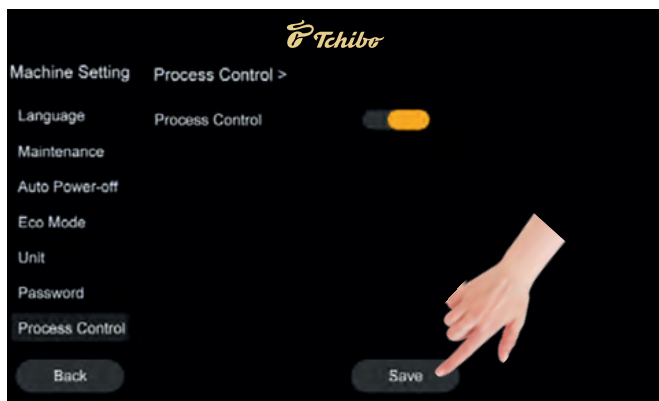 Tchibo
Machine Setting
Process Control >
Language
Process Control
Maintenance
Auto Power-off
Eco Mode
Unit
Password
Process Control
Back
Save